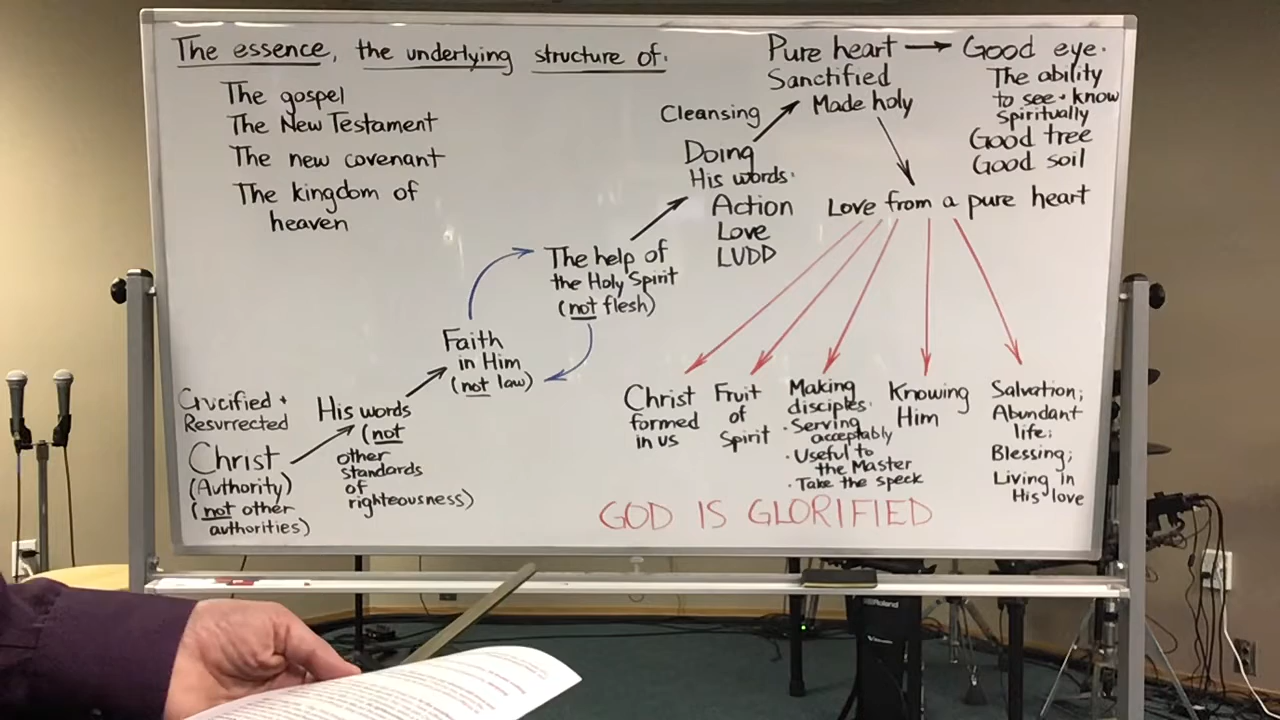 The essence, the underlying structure of:
The gospel
The New Testament
The new covenant
The kingdom of
heaven
Crucified +
Resurrected
Christ
(Authority)
(not other
authorities)
His words
(not
other
standards
of
righteousness)
Faith
in Him
(not law)
The help of
the Holy Spirit
(not flesh)
Cleansing
Doing
His words:
Action
Love
LUDD
Pure heart → Good eye.
Sanctified
Made holy
The ability
to see + know
spiritually
Good tree
Good soil
Love from a pure heart
Christ
formed
in us
Fruit
of
Spirit
Making
disciples:
· Serving
acceptably
· Useful to
the Master
· Take the speck
Knowing
Him
Salvation;
Abundant
life;
Blessing;
Living in
His love
GOD IS GLORIFIED
Roland